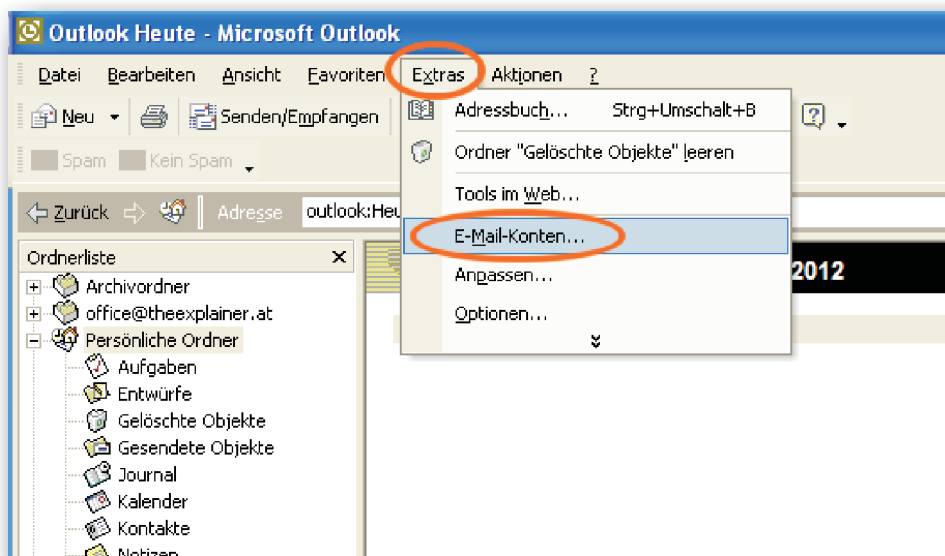 Outlook Heute - Microsoft Outlook
Datei Bearbeiten Ansicht Favoriten Extras Aktionen ?
Neu Senden/Empfangen
Spam Kein Spam
Zurück Adresse outlook:Heu
Adressbuch... Strg+Umschalt+B
Ordner "Gelöschte Objekte" leeren
Tools im Web...
E-Mail-Konten...
Anpassen...
Optionen...
2012
Ordnerliste
Archivordner
office@theexplainer.at
Persönliche Ordner
Aufgaben
Entwürfe
Gelöschte Objekte
Gesendete Objekte
Journal
Kalender
Kontakte
Notizen